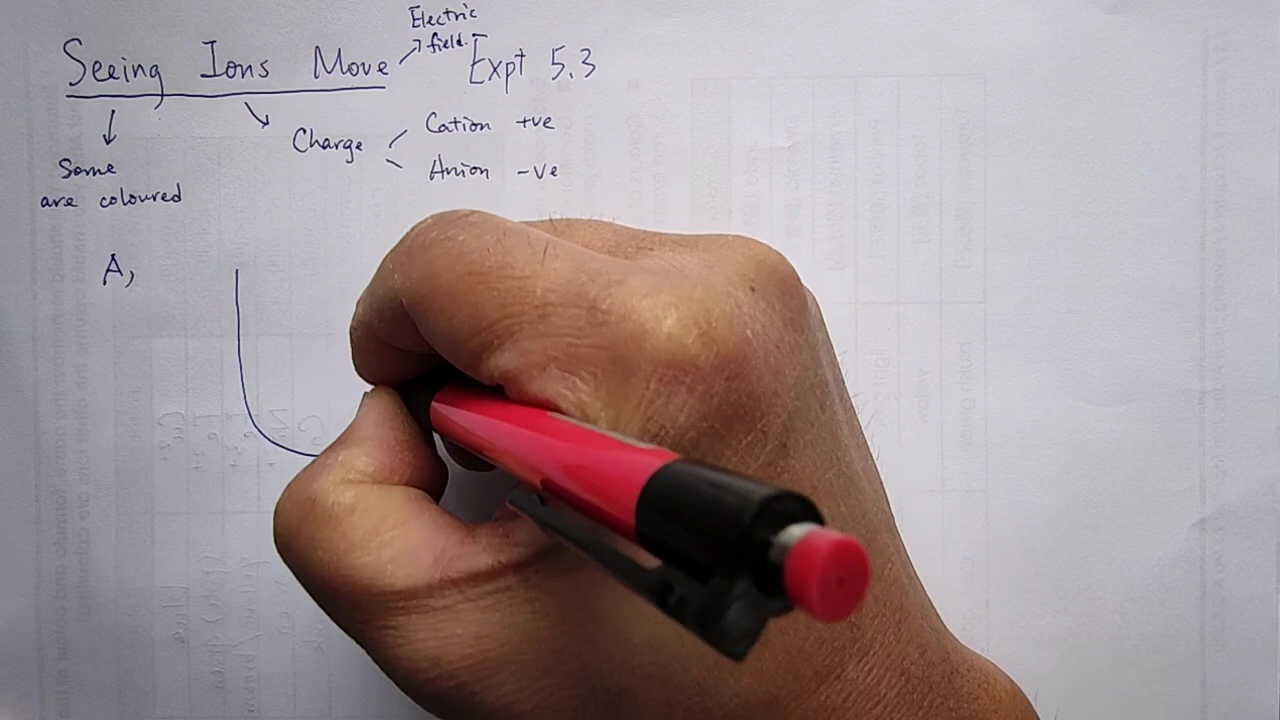 Electric
field.
Seeing Ions Move Expt 5.3
Charge
Cation +ve
Anion -ve
Some
are coloured
A,